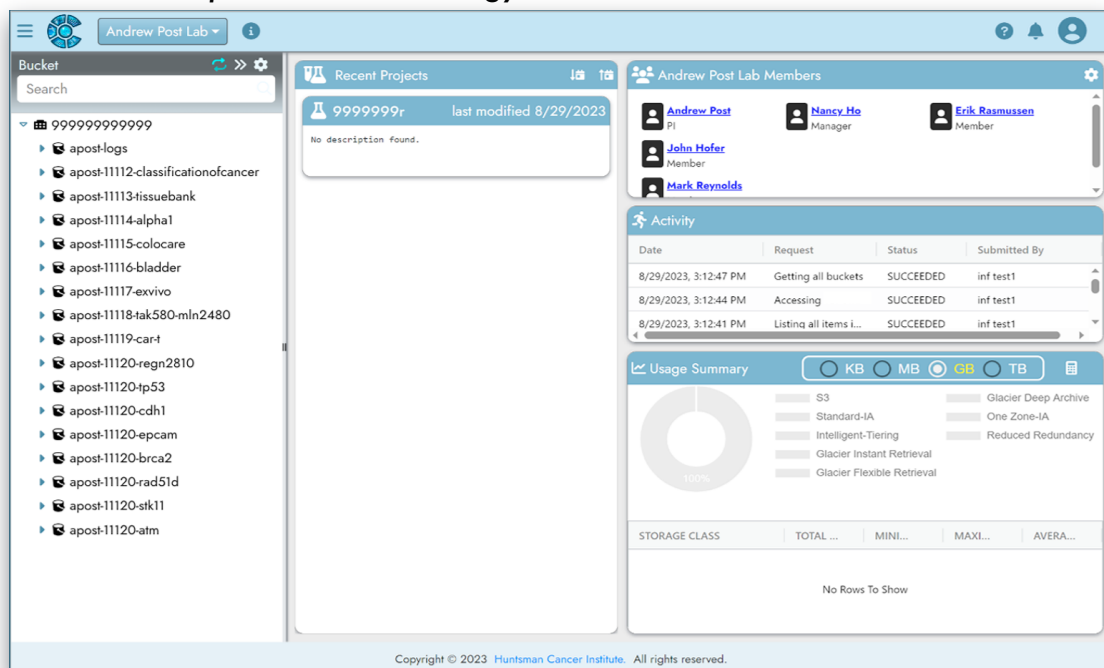 Andrew Post Lab
Bucket
Search
999999999999
apost-logs
apost-11112-classificationofcancer
apost-11113-tissuebank
apost-11114-alpha1
apost-11115-colocare
apost-11116-bladder
apost-11117-exvivo
apost-11118-tak580-mln2480
apost-11119-car-t
apost-11120-regn2810
apost-11120-tp53
apost-11120-cdh1
apost-11120-epcam
apost-11120-brca2
apost-11120-rad51d
apost-11120-stk11
apost-11120-atm
Recent Projects
9999999r last modified 8/29/2023
No description found.
Andrew Post Lab Members
Andrew Post Nancy Ho Erik Rasmussen
PI Manager Member
John Hofer
Member
Mark Reynolds
Activity
Date Request Status Submitted By
8/29/2023, 3:12:47 PM Getting all buckets SUCCEEDED inf test1
8/29/2023, 3:12:44 PM Accessing SUCCEEDED inf test1
8/29/2023, 3:12:41 PM Listing all items i... SUCCEEDED inf test1
Usage Summary KB MB GB TB
S3 Glacier Deep Archive
Standard-IA One Zone-IA
Intelligent-Tiering Reduced Redundancy
Glacier Instant Retrieval
Glacier Flexible Retrieval
100%
STORAGE CLASS TOTAL ... MINI... MAXI... AVERA...
No Rows To Show
Copyright © 2023 Huntsman Cancer Institute. All rights reserved.